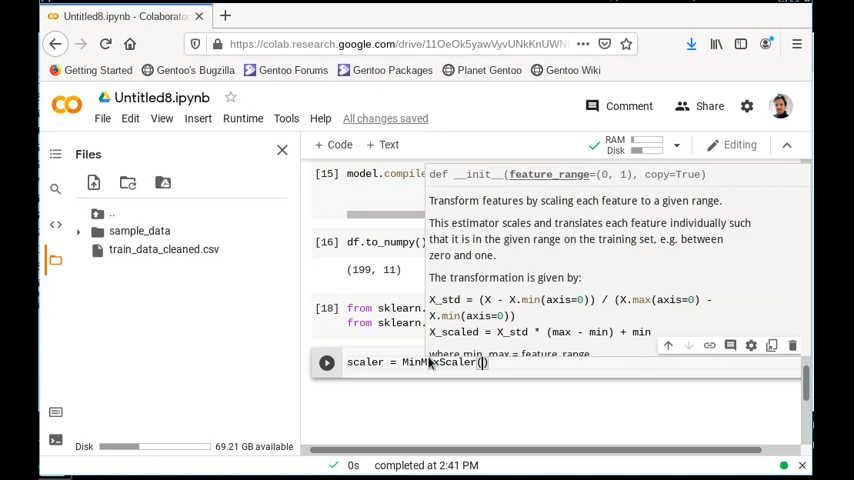 Untitled8.ipynb - Colaborato
https://colab.research.google.com/drive/11OeOk5yawVyvUNkKnUWN
Getting Started Gentoo's Bugzilla Gentoo Forums Gentoo Packages Planet Gentoo Gentoo Wiki
Untitled8.ipynb
File Edit View Insert Runtime Tools Help All changes saved
Comment Share
+ Code + Text
RAM
Disk
Editing
Files
..
sample_data
train_data_cleaned.csv
Disk 69.21 GB available
[15] model.compile
def __init__(feature_range=(0, 1), copy=True)
Transform features by scaling each feature to a given range.
This estimator scales and translates each feature individually such
that it is in the given range on the training set, e.g. between
zero and one.
The transformation is given by:
X_std = (X - X.min(axis=0)) / (X.max(axis=0) -
X.min(axis=0))
X_scaled = X_std * (max - min) + min
where min, max = feature_range.
[16] df.to_numpy()
(199, 11)
[18] from sklearn.
from sklearn.
scaler = MinMaxScaler()
0s completed at 2:41 PM